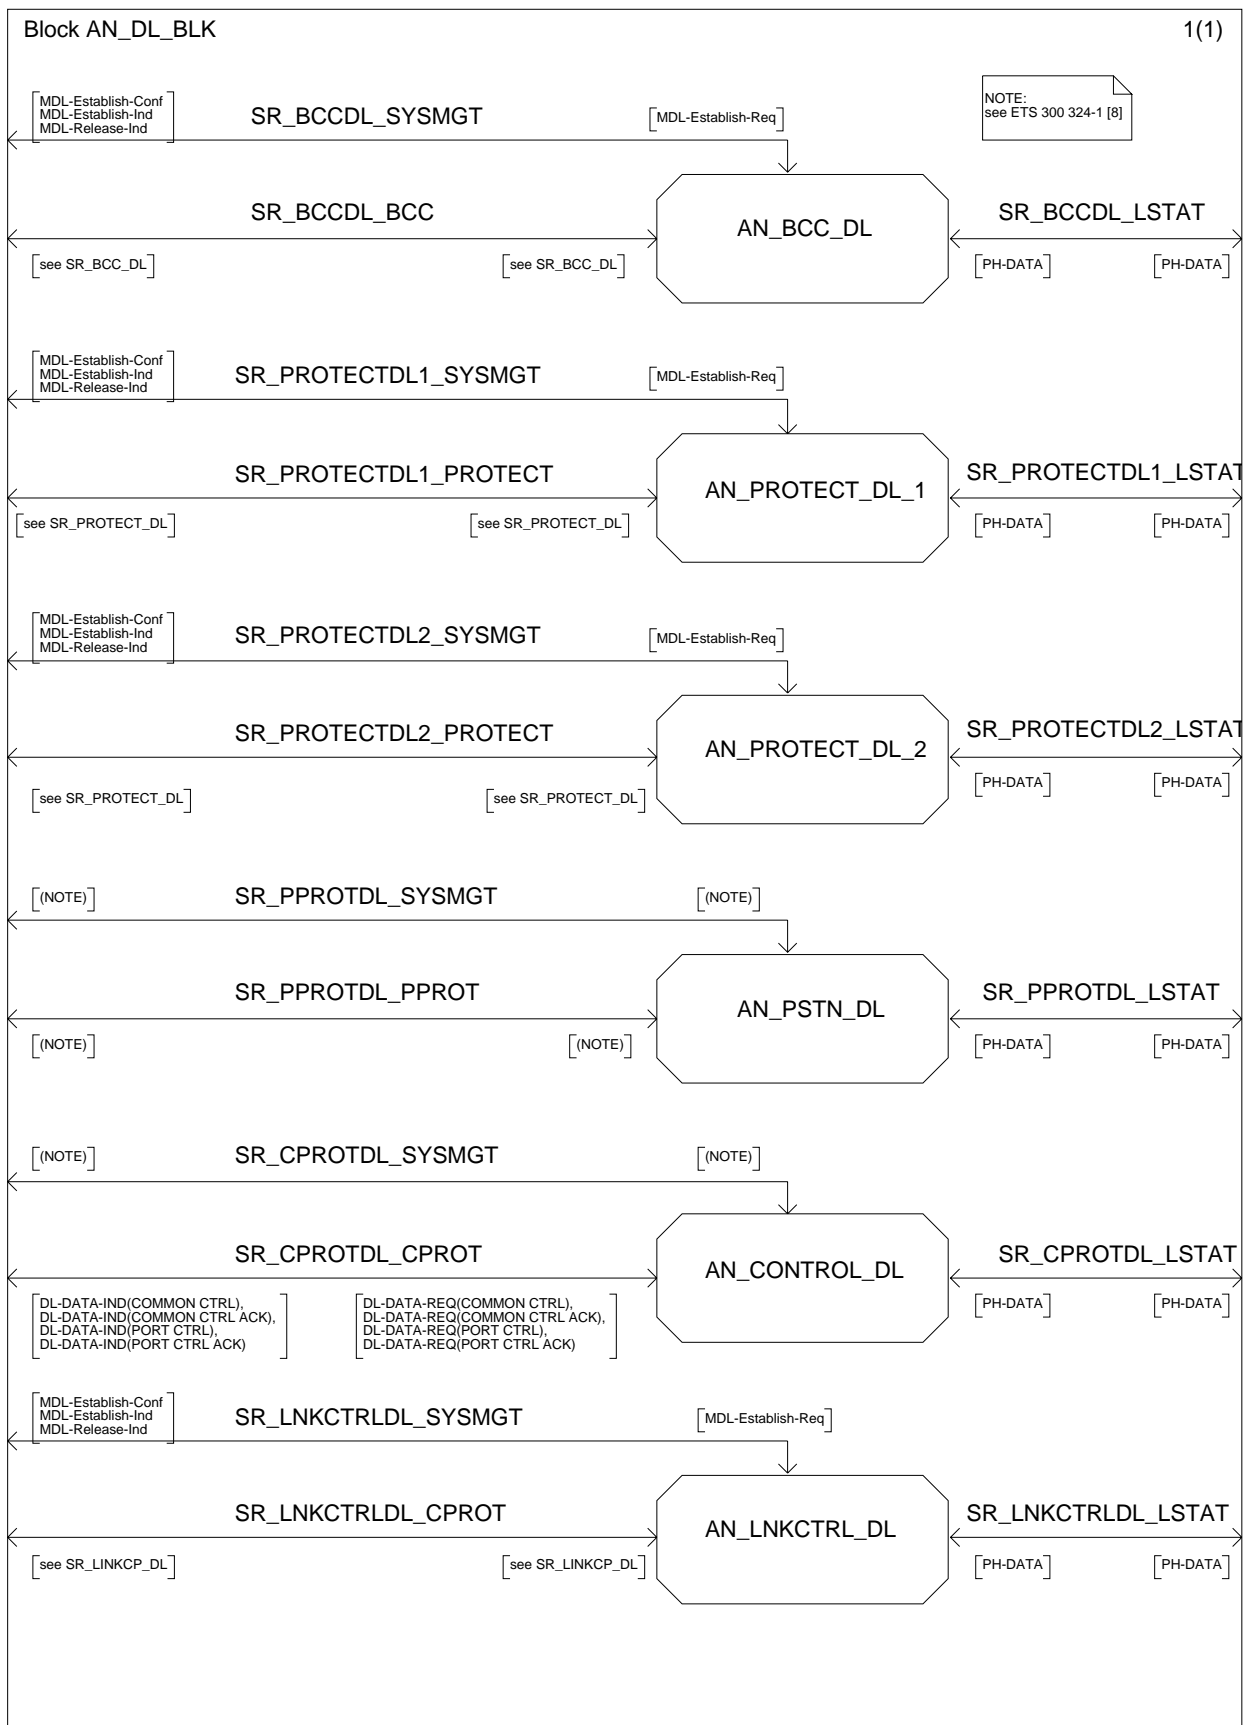 Block AN_DL_BLK 1(1)
MDL-Establish-Conf
MDL-Establish-Ind
MDL-Release-Ind
SR_BCCDL_SYSMGT
MDL-Establish-Req
NOTE:
see ETS 300 324-1 [8]
SR_BCCDL_BCC
AN_BCC_DL
SR_BCCDL_LSTAT
see SR_BCC_DL
see SR_BCC_DL
PH-DATA
PH-DATA
MDL-Establish-Conf
MDL-Establish-Ind
MDL-Release-Ind
SR_PROTECTDL1_SYSMGT
MDL-Establish-Req
SR_PROTECTDL1_PROTECT
AN_PROTECT_DL_1
SR_PROTECTDL1_LSTAT
see SR_PROTECT_DL
see SR_PROTECT_DL
PH-DATA
PH-DATA
MDL-Establish-Conf
MDL-Establish-Ind
MDL-Release-Ind
SR_PROTECTDL2_SYSMGT
MDL-Establish-Req
SR_PROTECTDL2_PROTECT
AN_PROTECT_DL_2
SR_PROTECTDL2_LSTAT
see SR_PROTECT_DL
see SR_PROTECT_DL
PH-DATA
PH-DATA
(NOTE)
SR_PPROTDL_SYSMGT
(NOTE)
SR_PPROTDL_PPROT
AN_PSTN_DL
SR_PPROTDL_LSTAT
(NOTE)
(NOTE)
PH-DATA
PH-DATA
(NOTE)
SR_CPROTDL_SYSMGT
(NOTE)
SR_CPROTDL_CPROT
AN_CONTROL_DL
SR_CPROTDL_LSTAT
DL-DATA-IND(COMMON CTRL),
DL-DATA-IND(COMMON CTRL ACK),
DL-DATA-IND(PORT CTRL),
DL-DATA-IND(PORT CTRL ACK)
DL-DATA-REQ(COMMON CTRL),
DL-DATA-REQ(COMMON CTRL ACK),
DL-DATA-REQ(PORT CTRL),
DL-DATA-REQ(PORT CTRL ACK)
PH-DATA
PH-DATA
MDL-Establish-Conf
MDL-Establish-Ind
MDL-Release-Ind
SR_LNKCTRLDL_SYSMGT
MDL-Establish-Req
SR_LNKCTRLDL_CPROT
AN_LNKCTRL_DL
SR_LNKCTRLDL_LSTAT
see SR_LINKCP_DL
see SR_LINKCP_DL
PH-DATA
PH-DATA